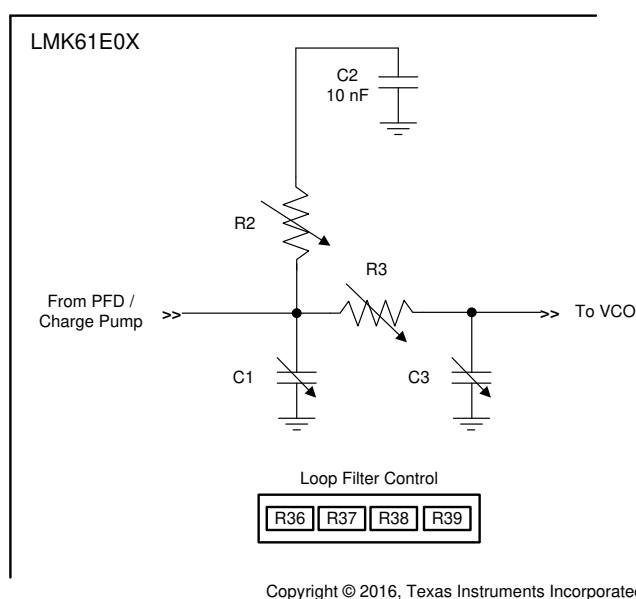 LMK61E0X
C2
10 nF
R2
R3
From PFD /
Charge Pump
>>
>>
To VCO
C1
C3
Loop Filter Control
R36 R37 R38 R39
Copyright © 2016, Texas Instruments Incorporated